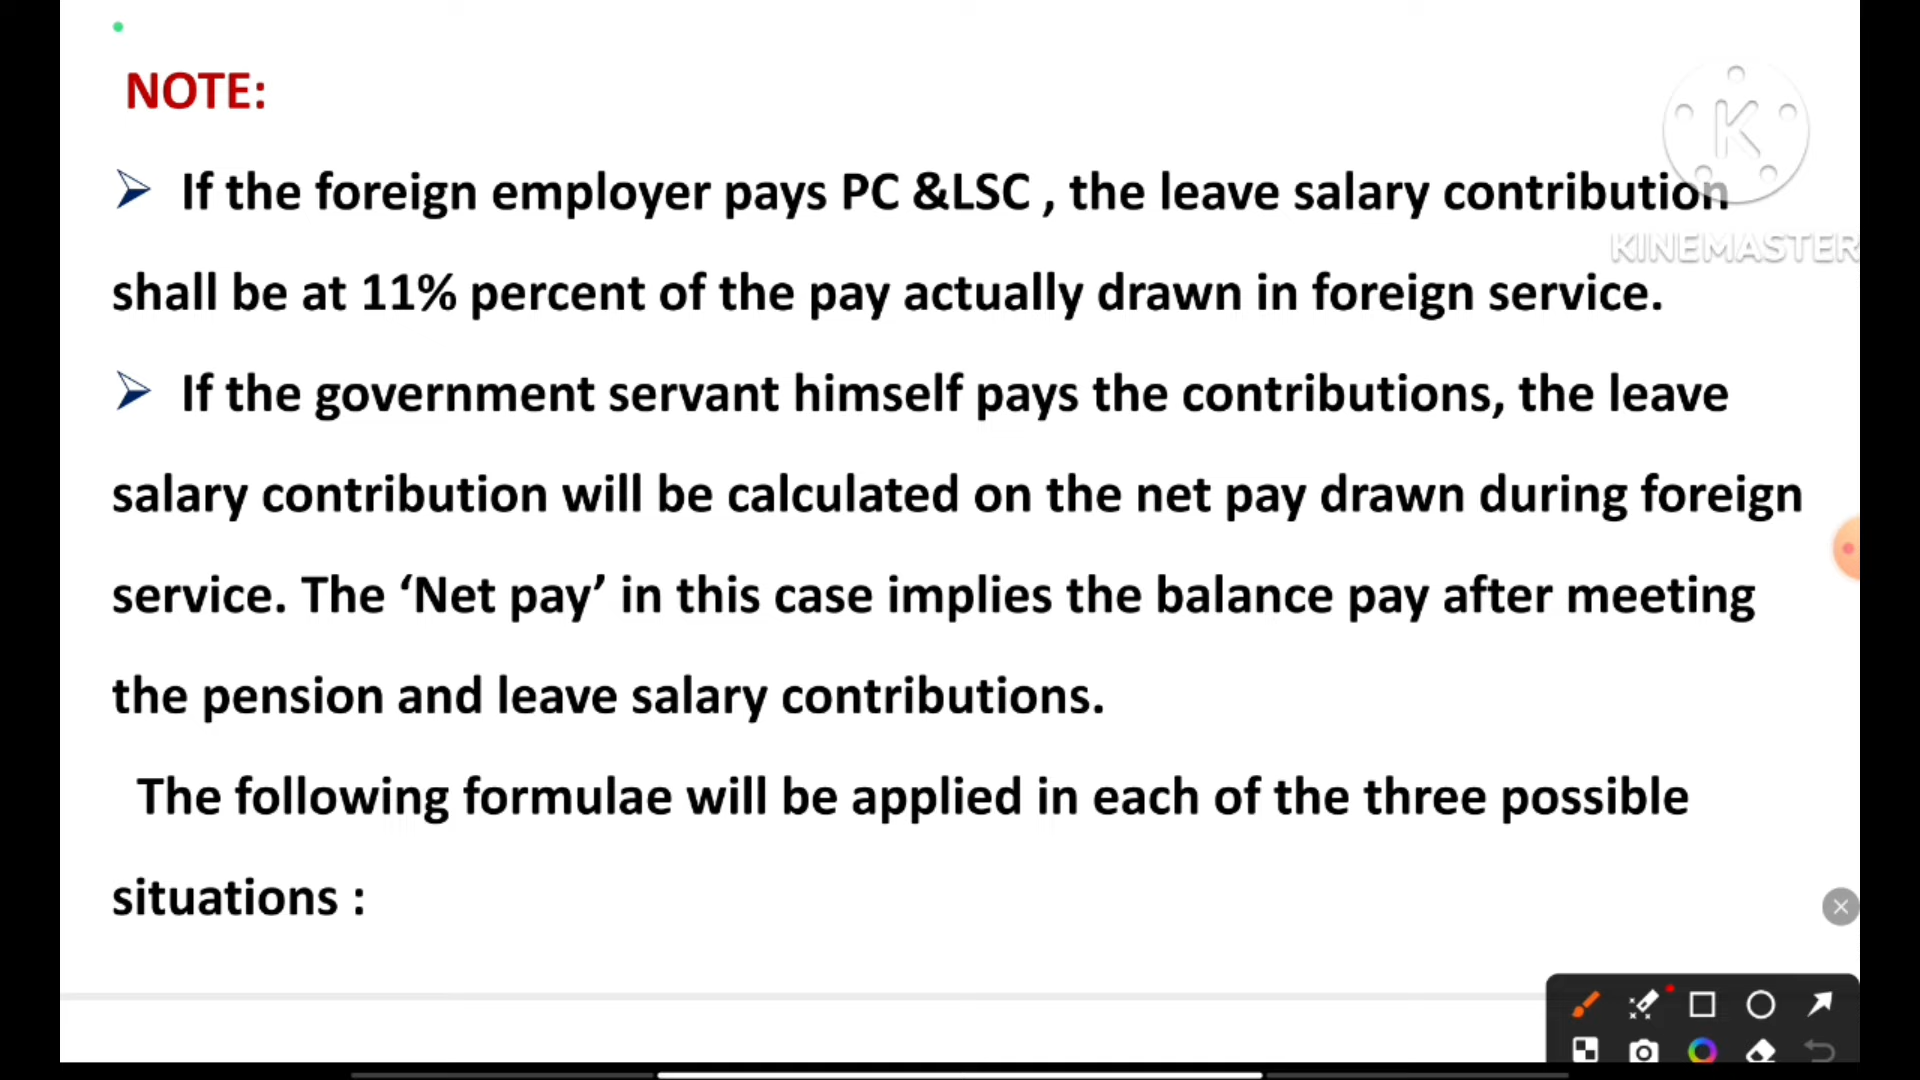 NOTE:
➢ If the foreign employer pays PC &LSC , the leave salary contribution
shall be at 11% percent of the pay actually drawn in foreign service.
➢ If the government servant himself pays the contributions, the leave
salary contribution will be calculated on the net pay drawn during foreign
service. The ‘Net pay’ in this case implies the balance pay after meeting
the pension and leave salary contributions.
The following formulae will be applied in each of the three possible
situations :
K
KINEMASTER